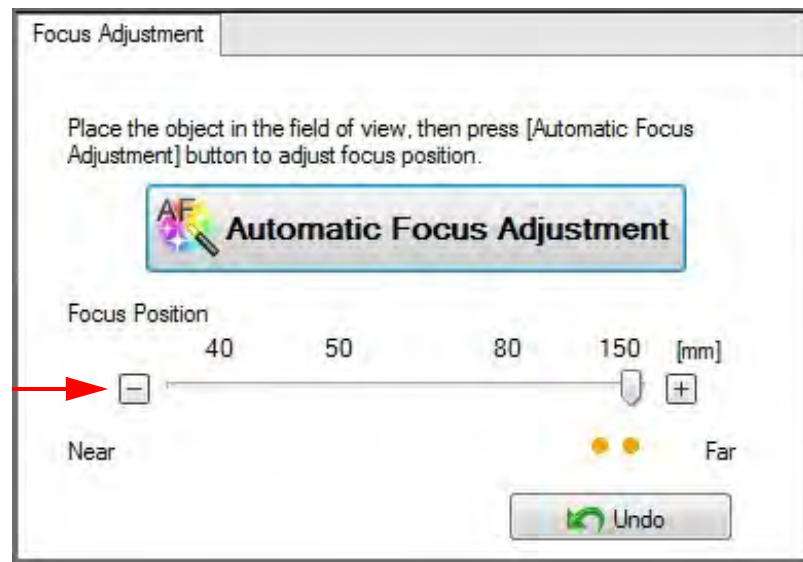 Focus Adjustment
Place the object in the field of view, then press [Automatic Focus
Adjustment] button to adjust focus position.
AF Automatic Focus Adjustment
Focus Position
40 50 80 150 [mm]
− +
Near Far
Undo